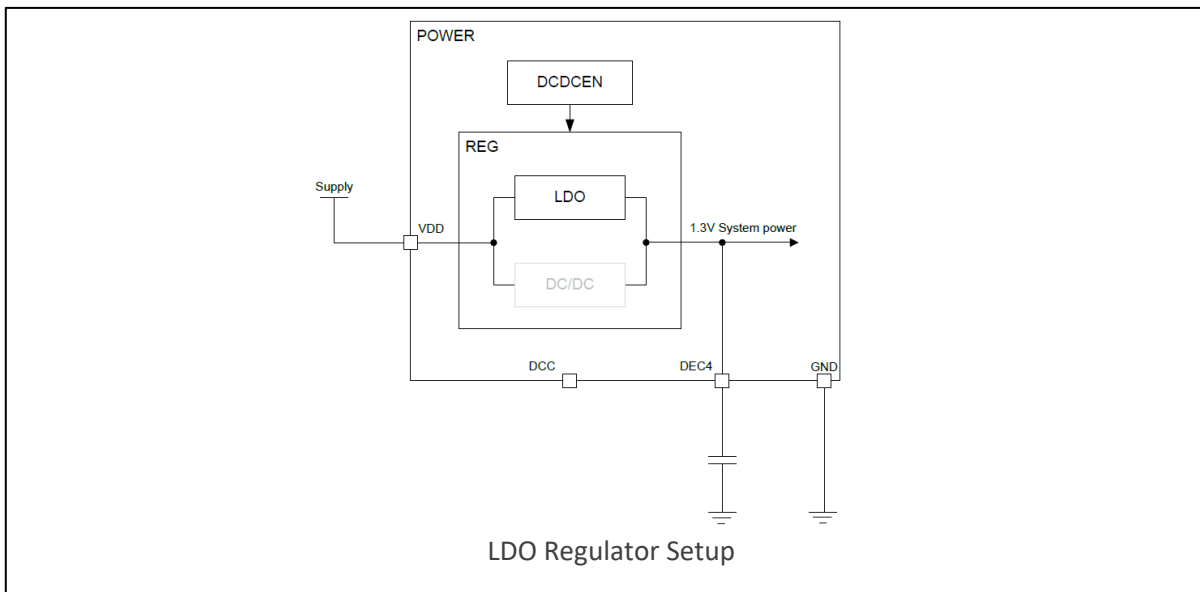 POWER
DCDCEN
REG
Supply
LDO
VDD
1.3V System power
DC/DC
DCC
DEC4
GND
LDO Regulator Setup